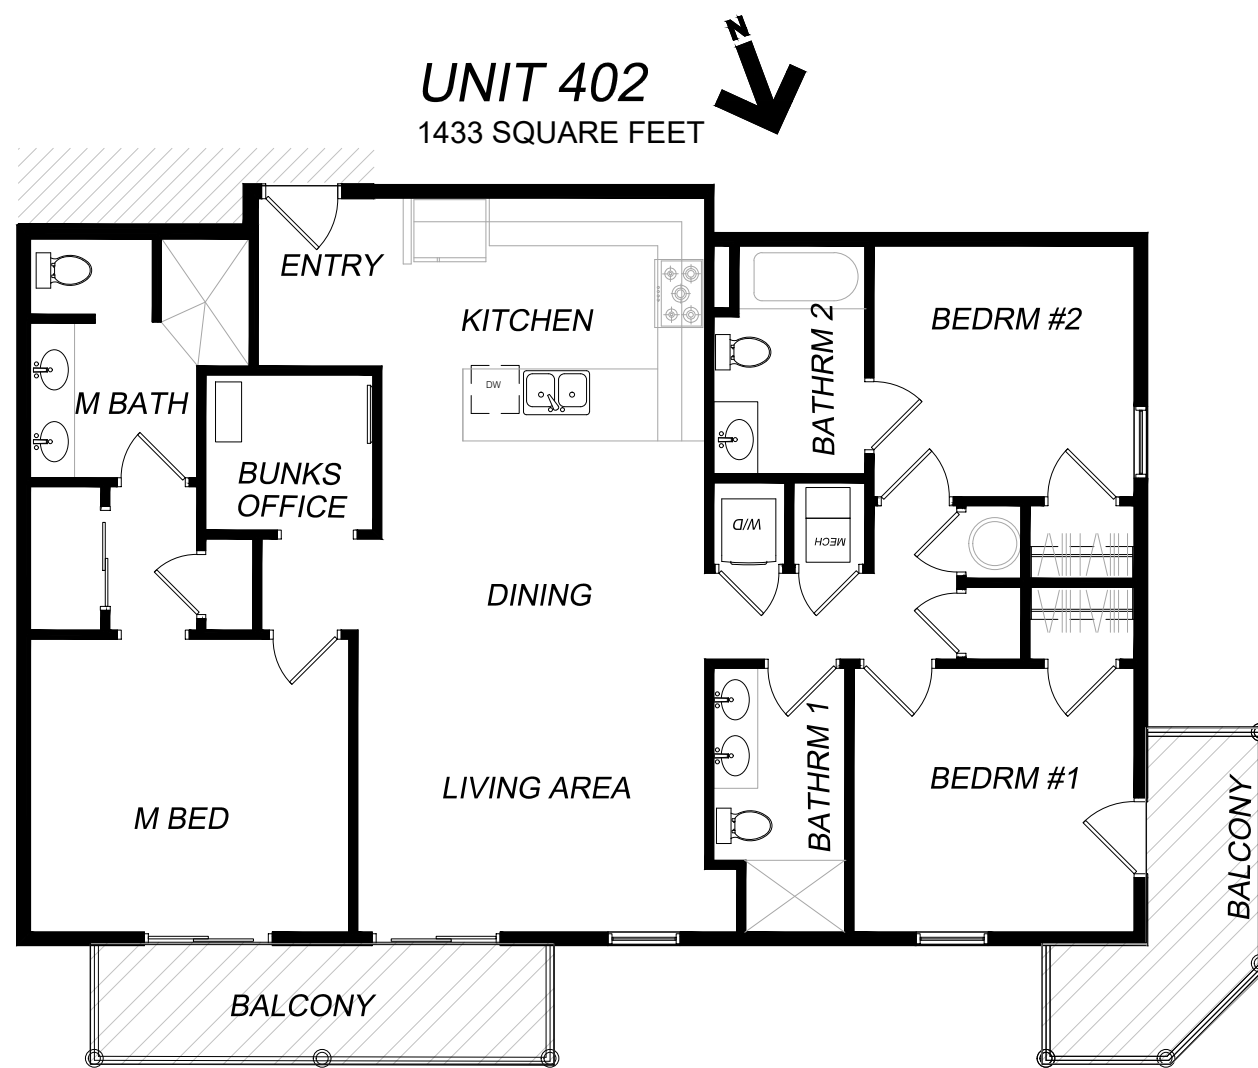 N
UNIT 402
1433 SQUARE FEET
ENTRY
KITCHEN
DW
BATHRM 2
BEDRM #2
M BATH
BUNKS
OFFICE
W/D
MECH
DINING
M BED
LIVING AREA
BATHRM 1
BEDRM #1
BALCONY
BALCONY